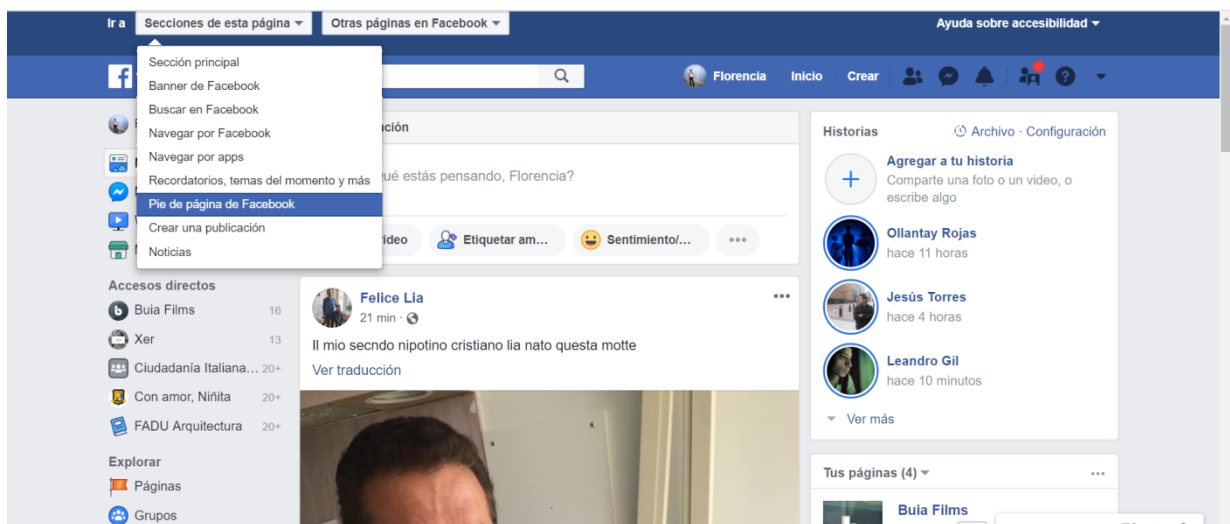 Ir a Secciones de esta página Otras páginas en Facebook Ayuda sobre accesibilidad
Sección principal
Banner de Facebook
Buscar en Facebook
Navegar por Facebook
Navegar por apps
Recordatorios, temas del momento y más
Pie de página de Facebook
Crear una publicación
Noticias
Florencia Inicio Crear
ué estás pensando, Florencia?
Etiquetar am... Sentimiento/...
Accesos directos
Buia Films 16
Xer 13
Ciudadanía Italiana... 20+
Con amor, Niñita 20+
FADU Arquitectura 20+
Explorar
Páginas
Grupos
Felice Lia
21 min ·
Il mio secndo nipotino cristiano lia nato questa motte
Ver traducción
Historias Archivo · Configuración
Agregar a tu historia
Comparte una foto o un video, o
escribe algo
Ollantay Rojas
hace 11 horas
Jesús Torres
hace 4 horas
Leandro Gil
hace 10 minutos
Ver más
Tus páginas (4)
Buia Films